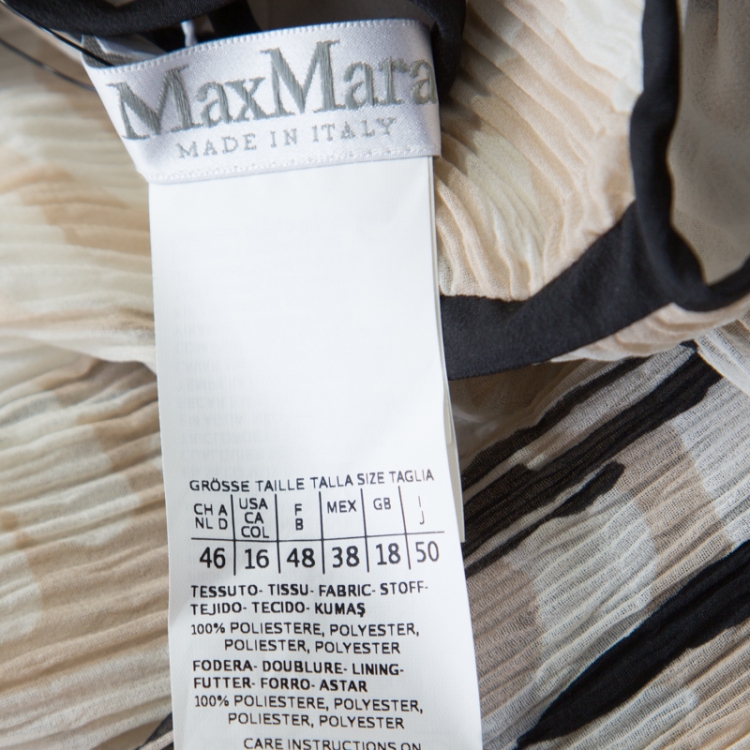 MaxMara
MADE IN ITALY
GRÖSSE TAILLE TALLA SIZE TAGLIA
CH A NL D USA CA COL F B MEX GB I J
46 16 48 38 18 50
TESSUTO- TISSU- FABRIC- STOFF-
TEJIDO- TECIDO- KUMAŞ
100% POLIESTERE, POLYESTER,
POLIESTER, POLYESTER
FODERA- DOUBLURE- LINING-
FUTTER- FORRO- ASTAR
100% POLIESTERE, POLYESTER,
POLIESTER, POLYESTER
CARE INSTRUCTIONS ON